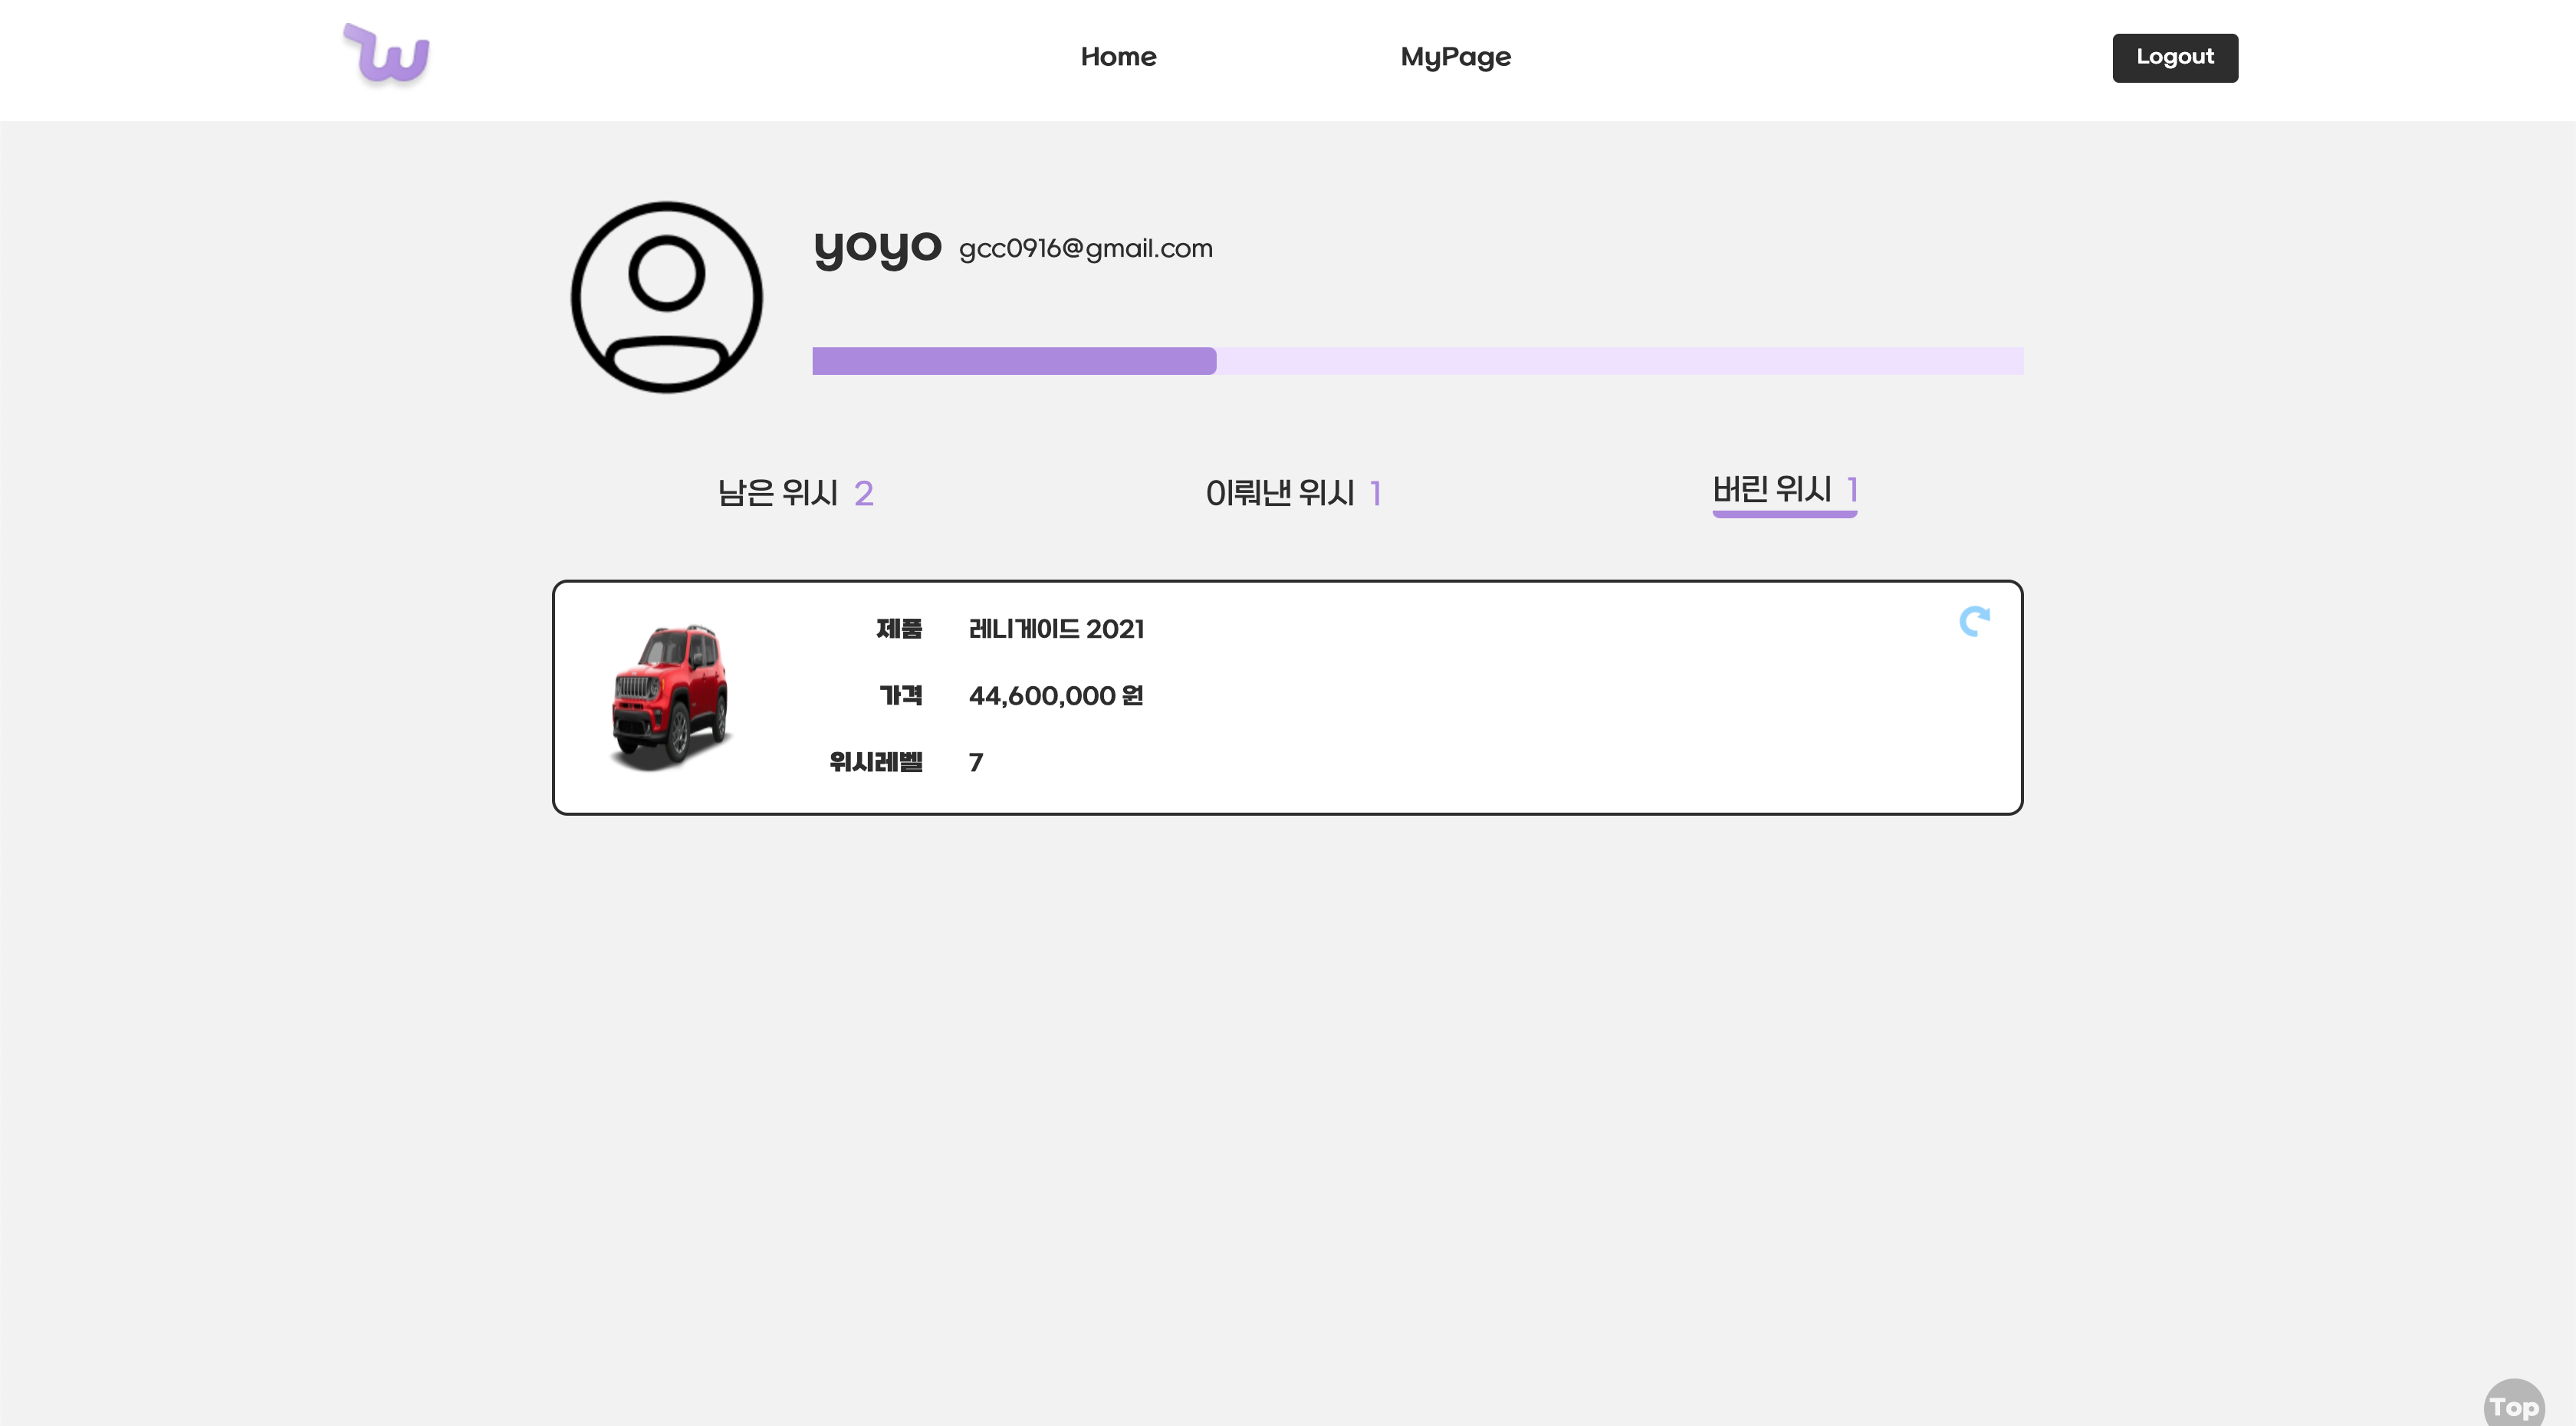 Home MyPage Logout
yoyo gcc0916@gmail.com
남은 위시 2 이뤄낸 위시 1 버린 위시 1
제품 레니게이드 2021
가격 44,600,000 원
위시레벨 7
Top